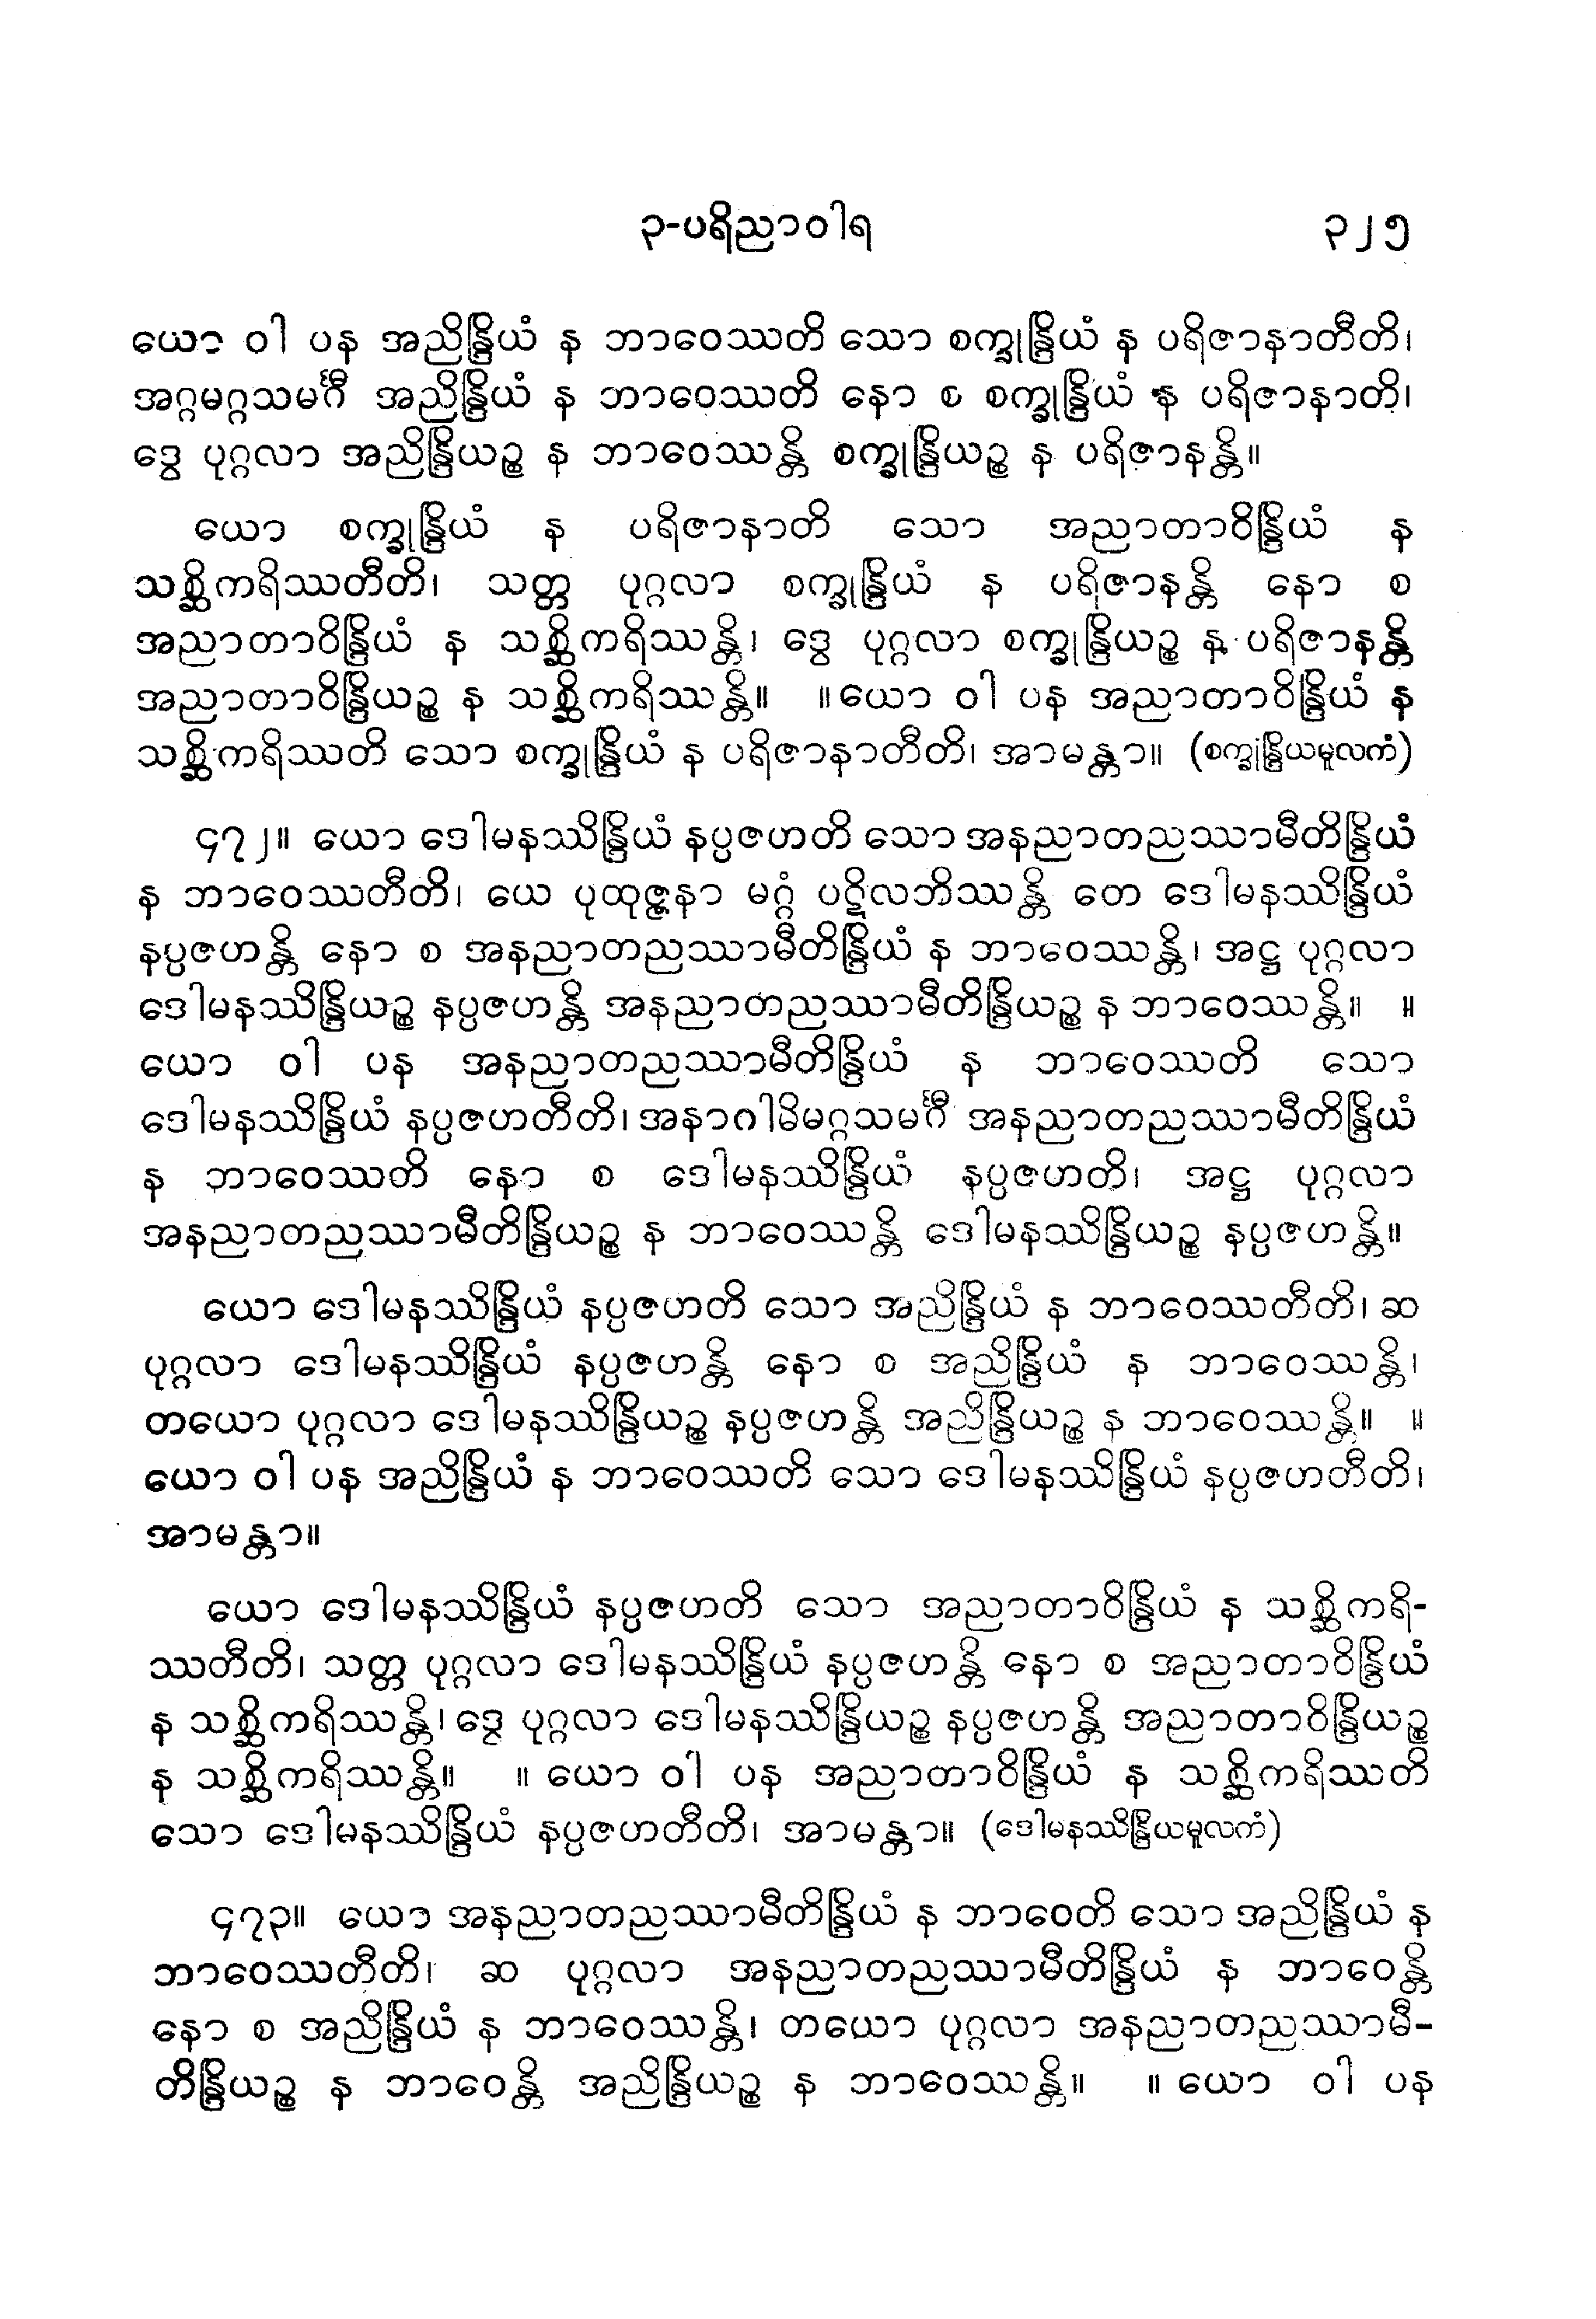 ၃-ပရိညာဝါရ ၃၂၅
ယော ဝါ ပန အညိန္ဒြိယံ န ဘာဝေဿတိ သော စက္ခုန္ဒြိယံ န ပရိဇာနာတီတိ၊
အဂ္ဂမဂ္ဂသမင်္ဂီ အညိန္ဒြိယံ န ဘာဝေဿတိ နော စ စက္ခုန္ဒြိယံ န ပရိဇာနာတိ၊
ဒွေ ပုဂ္ဂလာ အညိန္ဒြိယဉ္စ န ဘာဝေဿန္တိ စက္ခုန္ဒြိယဉ္စ န ပရိဇာနန္တိ။
ယော စက္ခုန္ဒြိယံ န ပရိဇာနာတိ သော အညာတာဝိန္ဒြိယံ န
သစ္ဆိကရိဿတီတိ၊ သတ္တ ပုဂ္ဂလာ စက္ခုန္ဒြိယံ န ပရိဇာနန္တိ နော စ
အညာတာဝိန္ဒြိယံ န သစ္ဆိကရိဿန္တိ၊ ဒွေ ပုဂ္ဂလာ စက္ခုန္ဒြိယဉ္စ န ပရိဇာနန္တိ
အညာတာဝိန္ဒြိယဉ္စ န သစ္ဆိကရိဿန္တိ။ ။ယော ဝါ ပန အညာတာဝိန္ဒြိယံ န
သစ္ဆိကရိဿတိ သော စက္ခုန္ဒြိယံ န ပရိဇာနာတီတိ၊ အာမန္တာ။ (စက္ခုန္ဒြိယမူလကံ)
၄၇၂။ ယော ဒေါမနဿိန္ဒြိယံ နပ္ပဇဟတိ သော အနညာတညဿာမီတိန္ဒြိယံ
န ဘာဝေဿတီတိ၊ ယေ ပုထုဇ္ဇနာ မဂ္ဂံ ပဋိလဘိဿန္တိ တေ ဒေါမနဿိန္ဒြိယံ
နပ္ပဇဟန္တိ နော စ အနညာတညဿာမီတိန္ဒြိယံ န ဘာဝေဿန္တိ၊ အဋ္ဌ ပုဂ္ဂလာ
ဒေါမနဿိန္ဒြိယဉ္စ နပ္ပဇဟန္တိ အနညာတညဿာမီတိန္ဒြိယဉ္စ န ဘာဝေဿန္တိ။ ။
ယော ဝါ ပန အနညာတညဿာမီတိန္ဒြိယံ န ဘာဝေဿတိ သော
ဒေါမနဿိန္ဒြိယံ နပ္ပဇဟတီတိ၊ အနာဂါမိမဂ္ဂသမင်္ဂီ အနညာတညဿာမီတိန္ဒြိယံ
န ဘာဝေဿတိ နော စ ဒေါမနဿိန္ဒြိယံ နပ္ပဇဟတိ၊ အဋ္ဌ ပုဂ္ဂလာ
အနညာတညဿာမီတိန္ဒြိယဉ္စ န ဘာဝေဿန္တိ ဒေါမနဿိန္ဒြိယဉ္စ နပ္ပဇဟန္တိ။
ယော ဒေါမနဿိန္ဒြိယံ နပ္ပဇဟတိ သော အညိန္ဒြိယံ န ဘာဝေဿတီတိ၊ ဆ
ပုဂ္ဂလာ ဒေါမနဿိန္ဒြိယံ နပ္ပဇဟန္တိ နော စ အညိန္ဒြိယံ န ဘာဝေဿန္တိ၊
တယော ပုဂ္ဂလာ ဒေါမနဿိန္ဒြိယဉ္စ နပ္ပဇဟန္တိ အညိန္ဒြိယဉ္စ န ဘာဝေဿန္တိ။ ။
ယော ဝါ ပန အညိန္ဒြိယံ န ဘာဝေဿတိ သော ဒေါမနဿိန္ဒြိယံ နပ္ပဇဟတီတိ၊
အာမန္တာ။
ယော ဒေါမနဿိန္ဒြိယံ နပ္ပဇဟတိ သော အညာတာဝိန္ဒြိယံ န သစ္ဆိကရိ-
ဿတီတိ၊ သတ္တ ပုဂ္ဂလာ ဒေါမနဿိန္ဒြိယံ နပ္ပဇဟန္တိ နော စ အညာတာဝိန္ဒြိယံ
န သစ္ဆိကရိဿန္တိ၊ ဒွေ ပုဂ္ဂလာ ဒေါမနဿိန္ဒြိယဉ္စ နပ္ပဇဟန္တိ အညာတာဝိန္ဒြိယဉ္စ
န သစ္ဆိကရိဿန္တိ။ ။ ယော ဝါ ပန အညာတာဝိန္ဒြိယံ န သစ္ဆိကရိဿတိ
သော ဒေါမနဿိန္ဒြိယံ နပ္ပဇဟတီတိ၊ အာမန္တာ။ (ဒေါမနဿိန္ဒြိယမူလကံ)
၄၇၃။ ယော အနညာတညဿာမီတိန္ဒြိယံ န ဘာဝေတိ သော အညိန္ဒြိယံ န
ဘာဝေဿတီတိ၊ ဆ ပုဂ္ဂလာ အနညာတညဿာမီတိန္ဒြိယံ န ဘာဝေန္တိ
နော စ အညိန္ဒြိယံ န ဘာဝေဿန္တိ၊ တယော ပုဂ္ဂလာ အနညာတညဿာမီ-
တိန္ဒြိယဉ္စ န ဘာဝေန္တိ အညိန္ဒြိယဉ္စ န ဘာဝေဿန္တိ။ ။ ယော ဝါ ပန